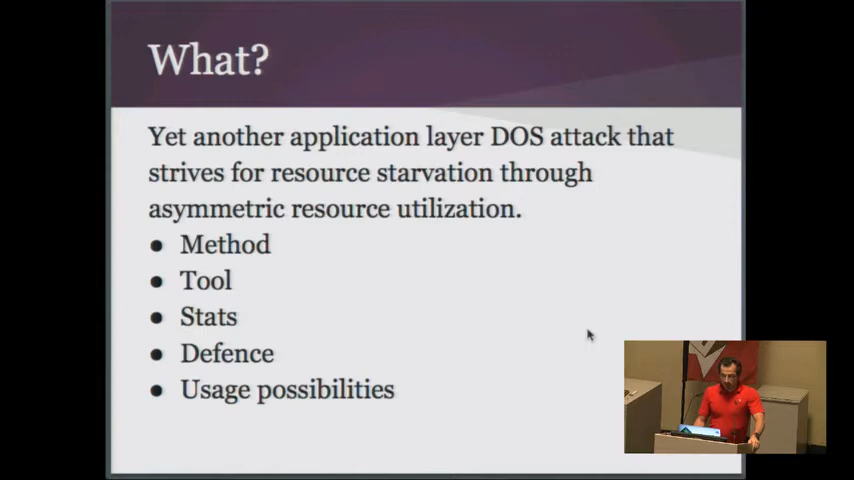 What?
Yet another application layer DOS attack that
strives for resource starvation through
asymmetric resource utilization.
● Method
● Tool
● Stats
● Defence
● Usage possibilities